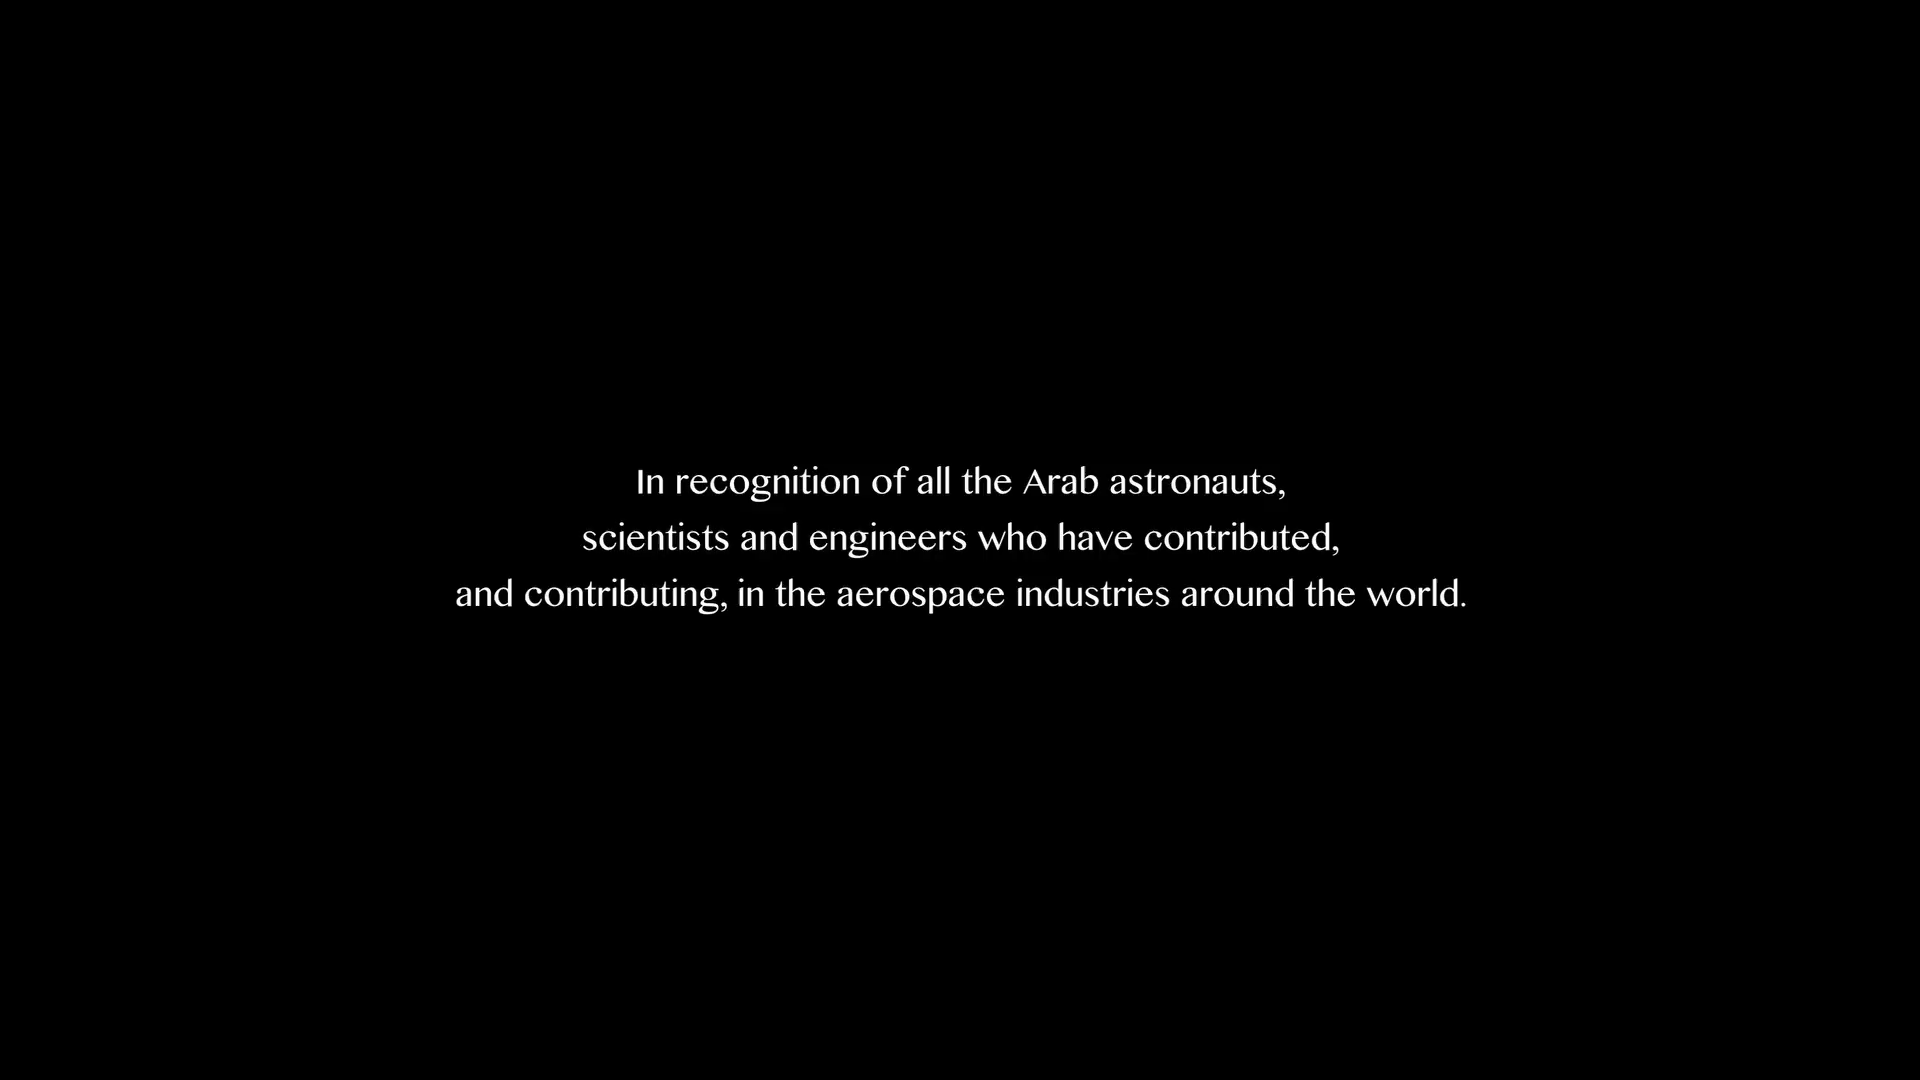 In recognition of all the Arab astronauts,
scientists and engineers who have contributed,
and contributing, in the aerospace industries around the world.